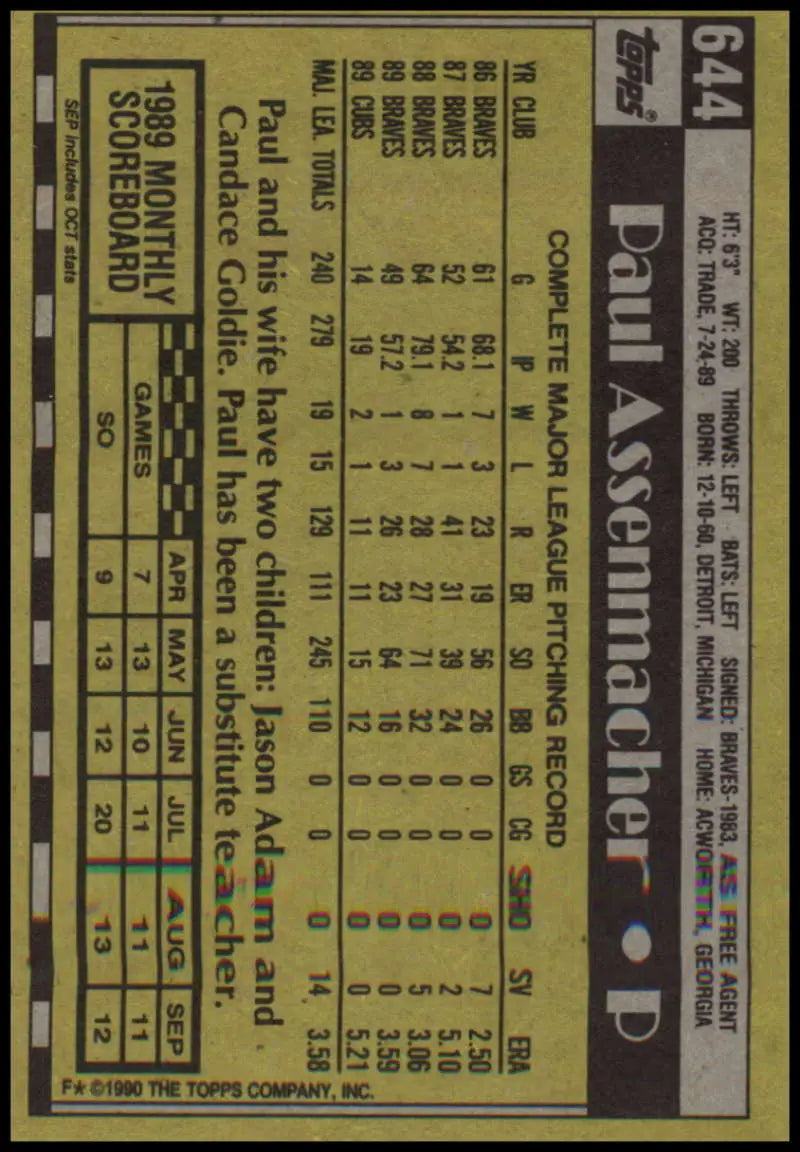 644
HT: 6'3" WT: 200 THROWS: LEFT BATS: LEFT SIGNED: BRAVES-1983, AS FREE AGENT
ACQ: TRADE, 7-24-89 BORN: 12-10-60, DETROIT, MICHIGAN HOME: ACWORTH, GEORGIA
TOPPS® Paul Assenmacher • P
COMPLETE MAJOR LEAGUE PITCHING RECORD
YR CLUB G IP W L R ER SO BB GS CG SHO SV ERA
86 BRAVES 61 68.1 7 3 23 19 56 26 0 0 0 7 2.50
87 BRAVES 52 54.2 1 1 41 31 39 24 0 0 0 2 5.10
88 BRAVES 64 79.1 8 7 28 27 71 32 0 0 0 5 3.06
89 BRAVES 49 57.2 1 3 26 23 64 16 0 0 0 0 3.59
89 CUBS 14 19 2 1 11 11 15 12 0 0 0 0 5.21
MAJ. LEA. TOTALS 240 279 19 15 129 111 245 110 0 0 0 14 3.58
Paul and his wife have two children: Jason Adam and
Candace Goldie. Paul has been a substitute teacher.
1989 MONTHLY
SCOREBOARD
APR MAY JUN JUL AUG SEP
GAMES 7 13 10 11 11 11
SO 9 13 12 20 13 12
SEP includes OCT stats
F* ©1990 THE TOPPS COMPANY, INC.